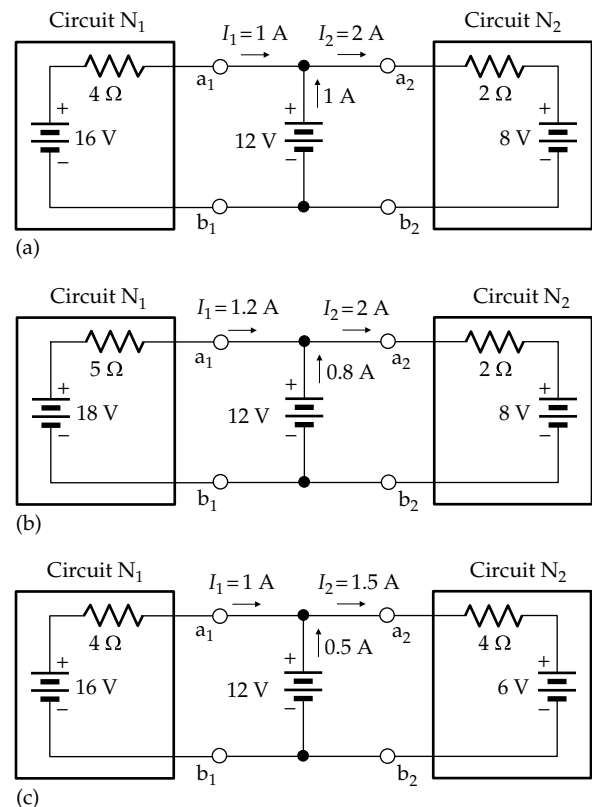 Circuit N₁ I₁ = 1 A I₂ = 2 A Circuit N₂
a₁ a₂
4 Ω 1 A 2 Ω
+ + +
16 V 12 V 8 V
− − −
b₁ b₂
(a)
Circuit N₁ I₁ = 1.2 A I₂ = 2 A Circuit N₂
a₁ a₂
5 Ω 0.8 A 2 Ω
+ + +
18 V 12 V 8 V
− − −
b₁ b₂
(b)
Circuit N₁ I₁ = 1 A I₂ = 1.5 A Circuit N₂
a₁ a₂
4 Ω 0.5 A 4 Ω
+ + +
16 V 12 V 6 V
− − −
b₁ b₂
(c)